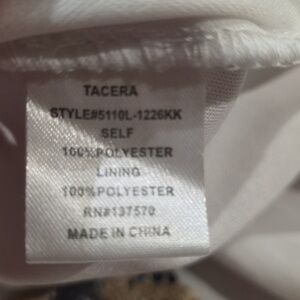 TACERA
STYLE#5110L-1226KK
SELF
100%POLYESTER
LINING
100%POLYESTER
RN#137570
MADE IN CHINA